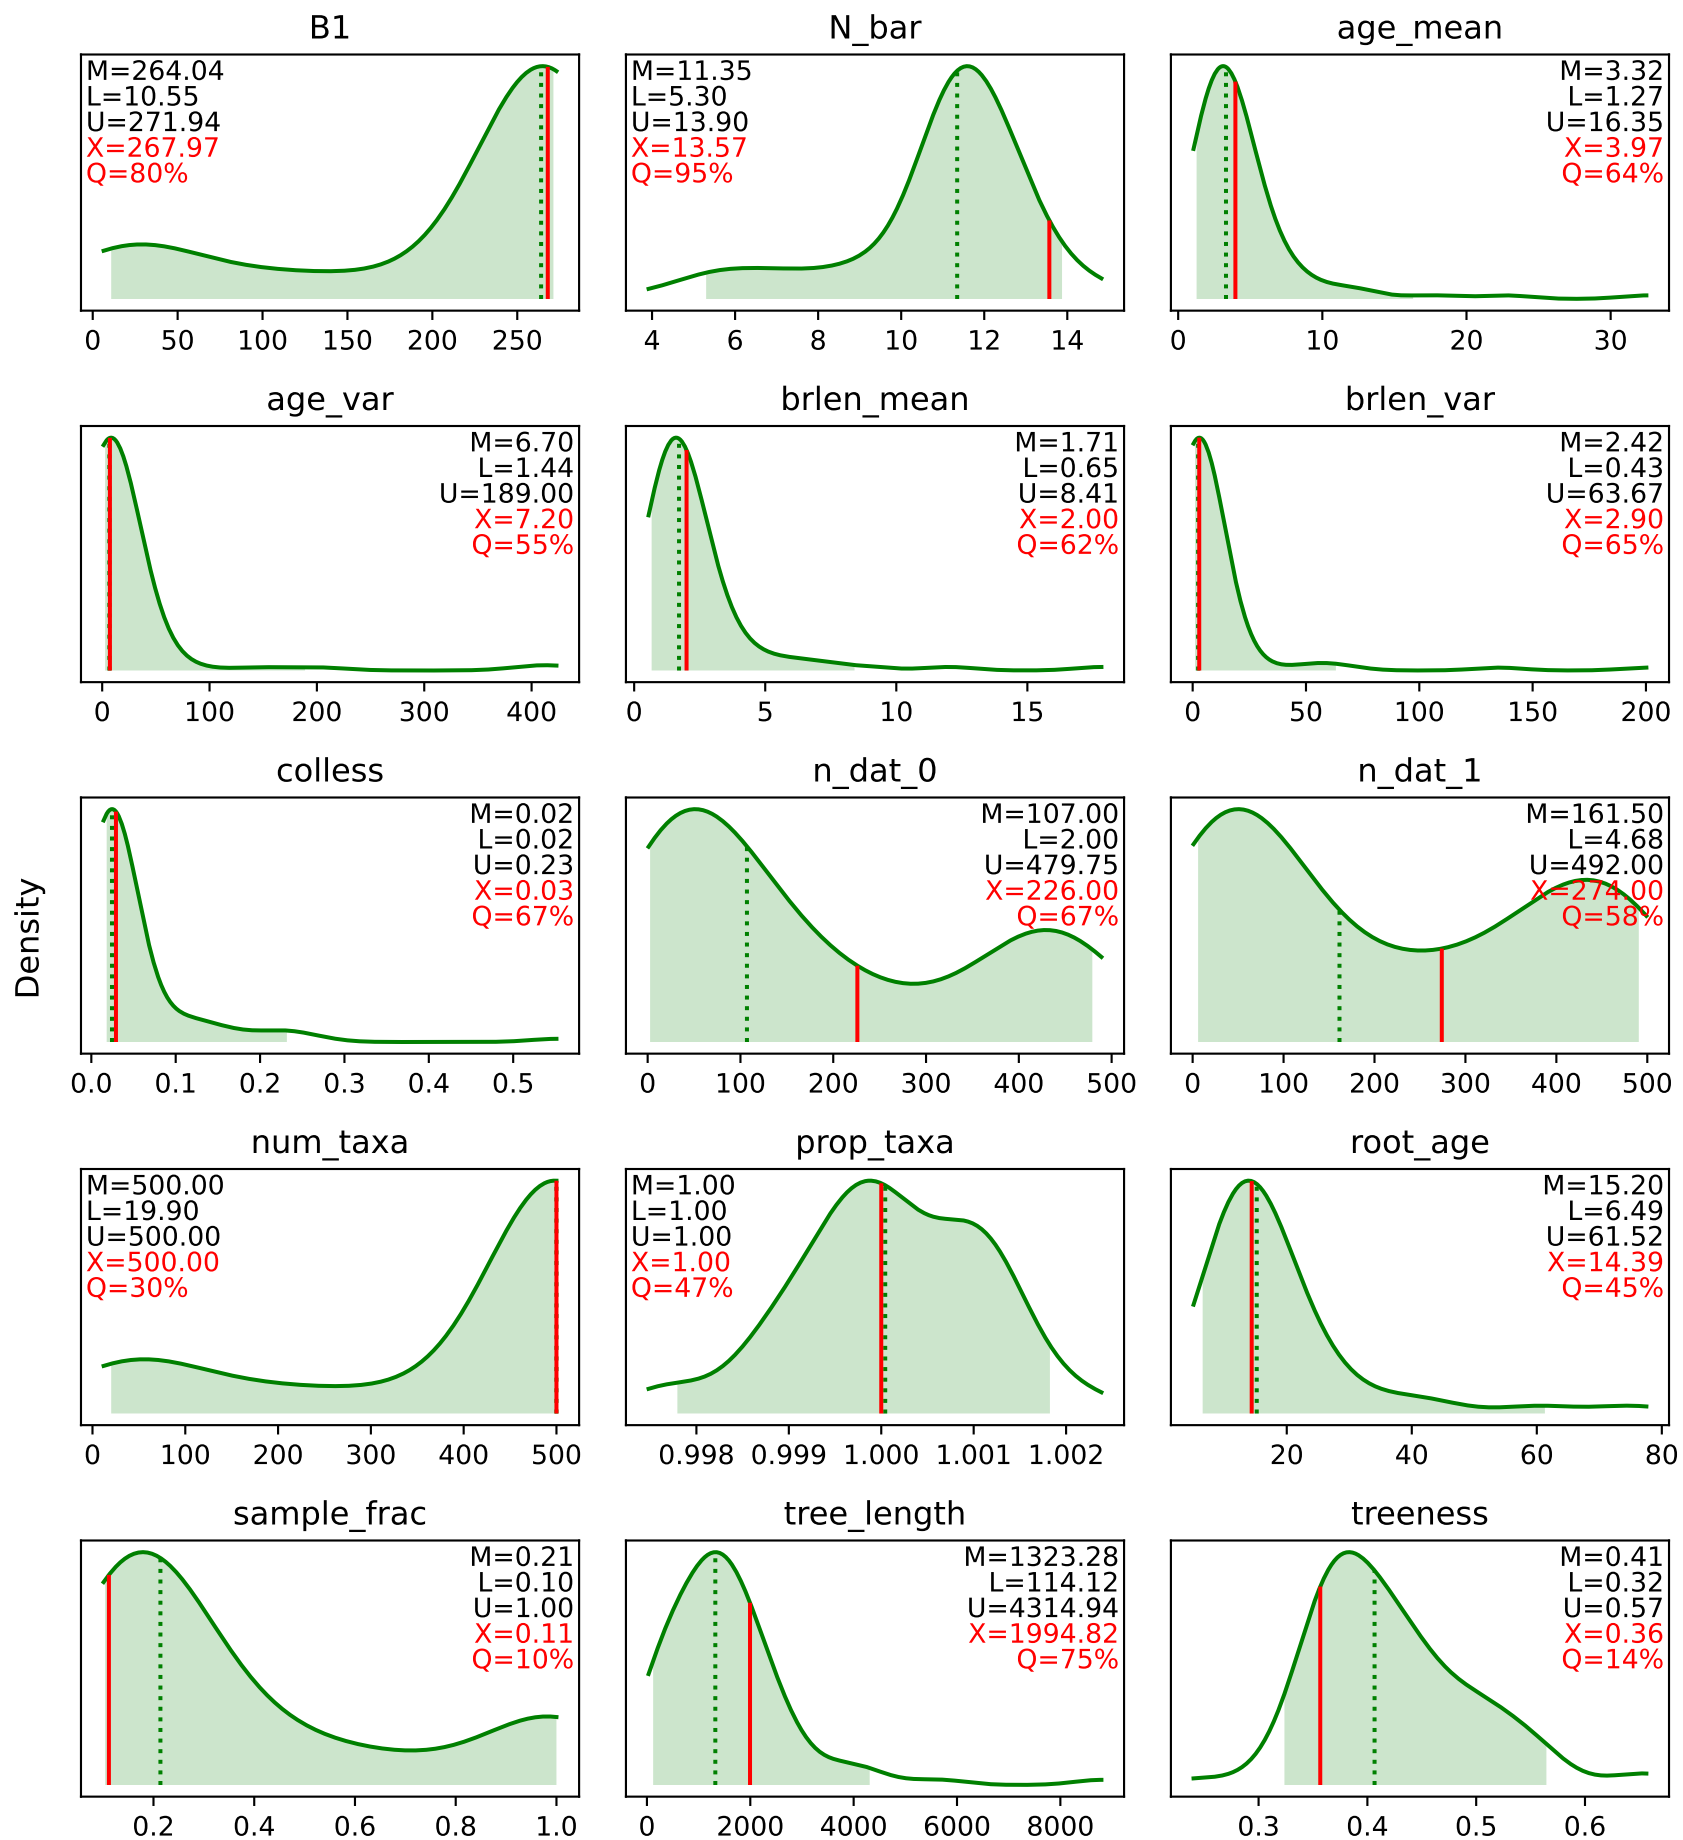 B1
M=264.04
L=10.55
U=271.94
X=267.97
Q=80%
0 50 100 150 200 250
N_bar
M=11.35
L=5.30
U=13.90
X=13.57
Q=95%
4 6 8 10 12 14
age_mean
M=3.32
L=1.27
U=16.35
X=3.97
Q=64%
0 10 20 30
age_var
M=6.70
L=1.44
U=189.00
X=7.20
Q=55%
0 100 200 300 400
brlen_mean
M=1.71
L=0.65
U=8.41
X=2.00
Q=62%
0 5 10 15
brlen_var
M=2.42
L=0.43
U=63.67
X=2.90
Q=65%
0 50 100 150 200
Density
colless
M=0.02
L=0.02
U=0.23
X=0.03
Q=67%
0.0 0.1 0.2 0.3 0.4 0.5
n_dat_0
M=107.00
L=2.00
U=479.75
X=226.00
Q=67%
0 100 200 300 400 500
n_dat_1
M=161.50
L=4.68
U=492.00
X=274.00
Q=58%
0 100 200 300 400 500
num_taxa
M=500.00
L=19.90
U=500.00
X=500.00
Q=30%
0 100 200 300 400 500
prop_taxa
M=1.00
L=1.00
U=1.00
X=1.00
Q=47%
0.998 0.999 1.000 1.001 1.002
root_age
M=15.20
L=6.49
U=61.52
X=14.39
Q=45%
20 40 60 80
sample_frac
M=0.21
L=0.10
U=1.00
X=0.11
Q=10%
0.2 0.4 0.6 0.8 1.0
tree_length
M=1323.28
L=114.12
U=4314.94
X=1994.82
Q=75%
0 2000 4000 6000 8000
treeness
M=0.41
L=0.32
U=0.57
X=0.36
Q=14%
0.3 0.4 0.5 0.6